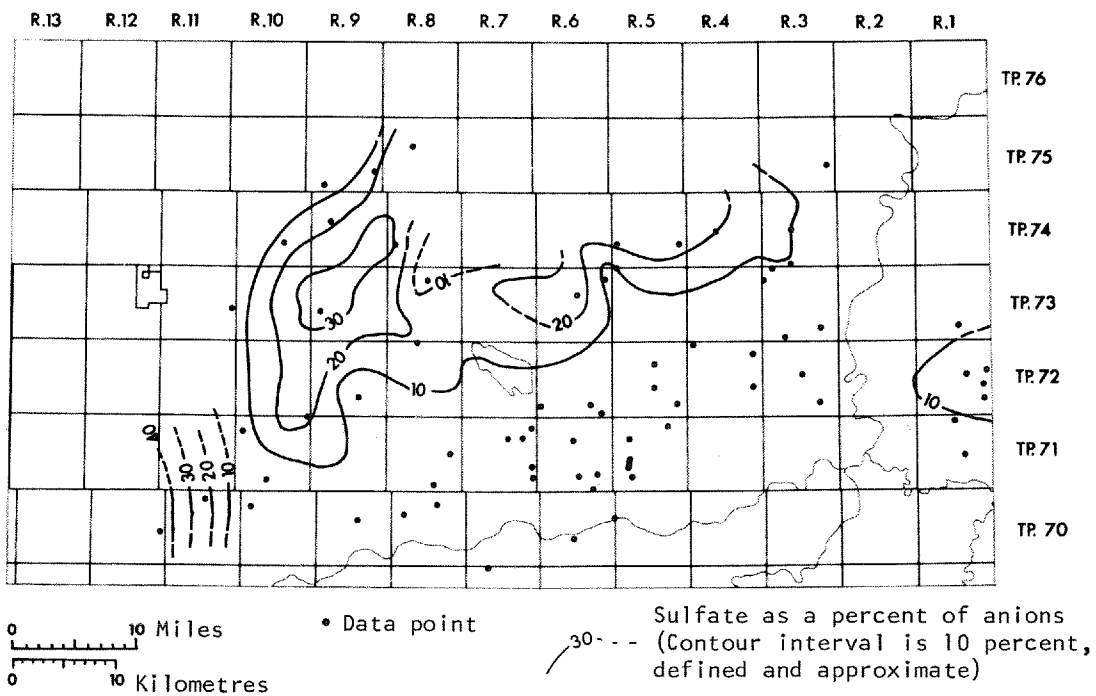 R.13 R.12 R.11 R.10 R.9 R.8 R.7 R.6 R.5 R.4 R.3 R.2 R.1
TP. 76
TP. 75
TP. 74
TP. 73
TP. 72
TP. 71
TP. 70
10
20
30
20
10
10
40
30
20
10
0 10 Miles
0 10 Kilometres
• Data point
30 Sulfate as a percent of anions
(Contour interval is 10 percent,
defined and approximate)